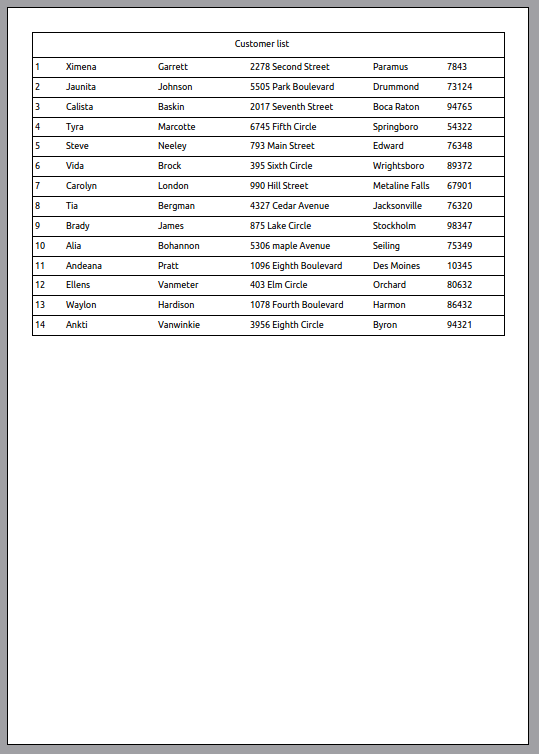 Customer list
1 Ximena Garrett 2278 Second Street Paramus 7843
2 Jaunita Johnson 5505 Park Boulevard Drummond 73124
3 Calista Baskin 2017 Seventh Street Boca Raton 94765
4 Tyra Marcotte 6745 Fifth Circle Springboro 54322
5 Steve Neeley 793 Main Street Edward 76348
6 Vida Brock 395 Sixth Circle Wrightsboro 89372
7 Carolyn London 990 Hill Street Metaline Falls 67901
8 Tia Bergman 4327 Cedar Avenue Jacksonville 76320
9 Brady James 875 Lake Circle Stockholm 98347
10 Alia Bohannon 5306 maple Avenue Seiling 75349
11 Andeana Pratt 1096 Eighth Boulevard Des Moines 10345
12 Ellens Vanmeter 403 Elm Circle Orchard 80632
13 Waylon Hardison 1078 Fourth Boulevard Harmon 86432
14 Ankti Vanwinkie 3956 Eighth Circle Byron 94321